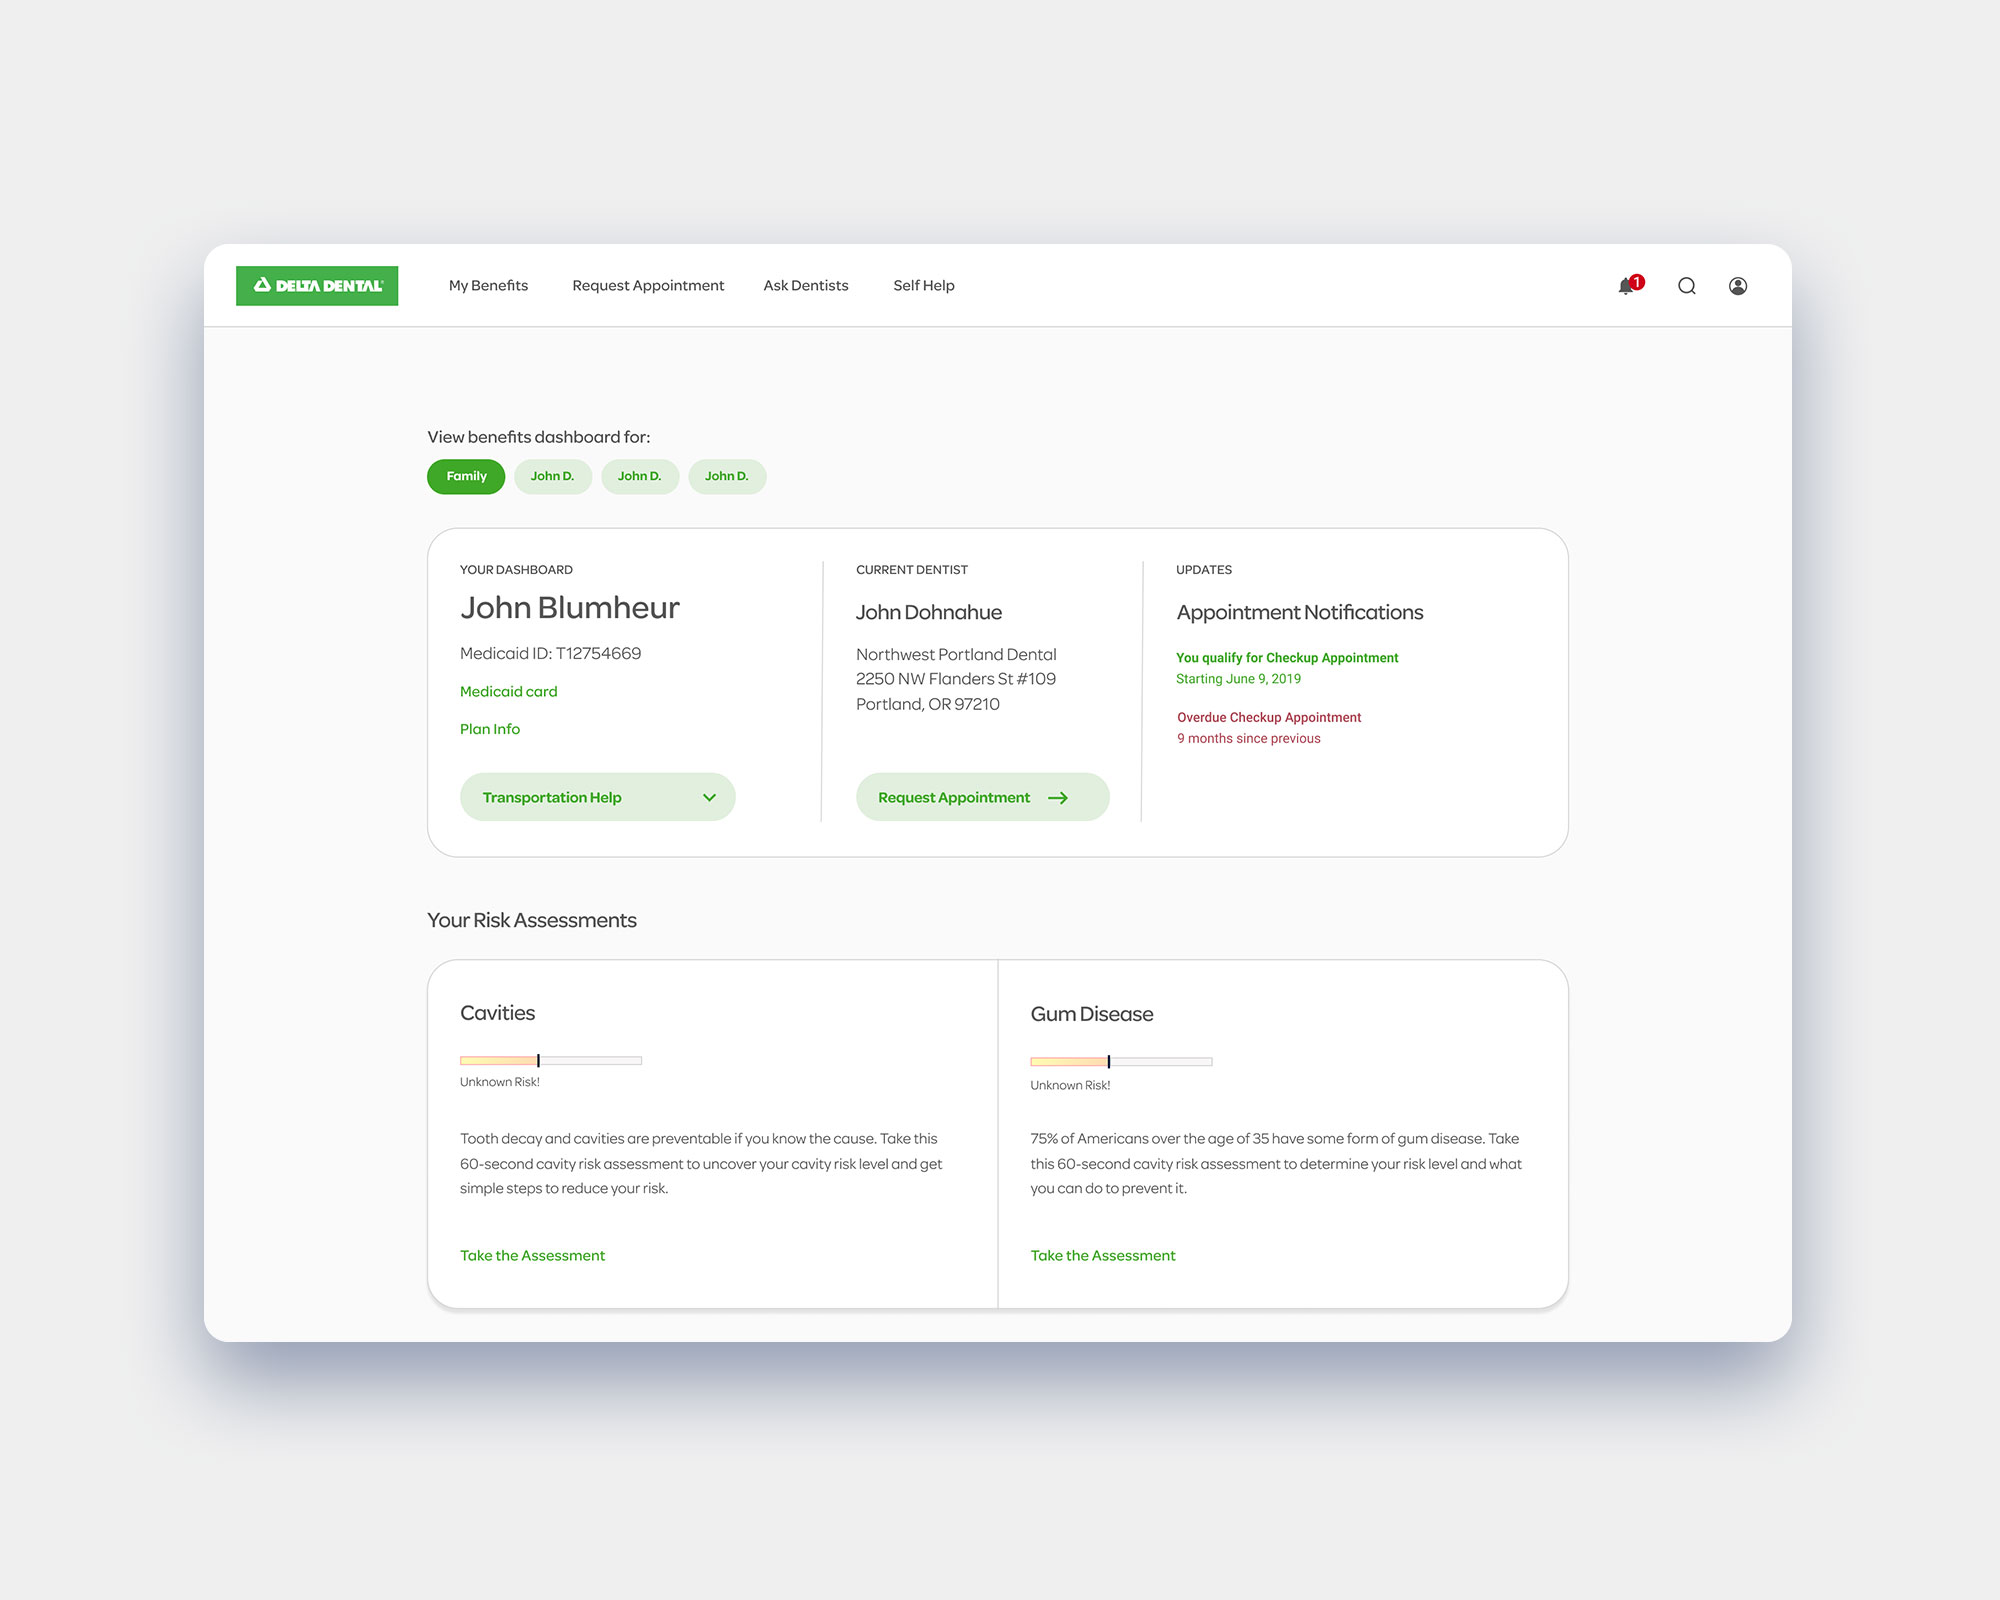 DELTA DENTAL
My Benefits
Request Appointment
Ask Dentists
Self Help
1
View benefits dashboard for:
Family
John D.
John D.
John D.
YOUR DASHBOARD
John Blumheur
Medicaid ID: T12754669
Medicaid card
Plan Info
Transportation Help
CURRENT DENTIST
John Dohnahue
Northwest Portland Dental
2250 NW Flanders St #109
Portland, OR 97210
Request Appointment
UPDATES
Appointment Notifications
You qualify for Checkup Appointment
Starting June 9, 2019
Overdue Checkup Appointment
9 months since previous
Your Risk Assessments
Cavities
Unknown Risk!
Tooth decay and cavities are preventable if you know the cause. Take this
60-second cavity risk assessment to uncover your cavity risk level and get
simple steps to reduce your risk.
Take the Assessment
Gum Disease
Unknown Risk!
75% of Americans over the age of 35 have some form of gum disease. Take
this 60-second cavity risk assessment to determine your risk level and what
you can do to prevent it.
Take the Assessment